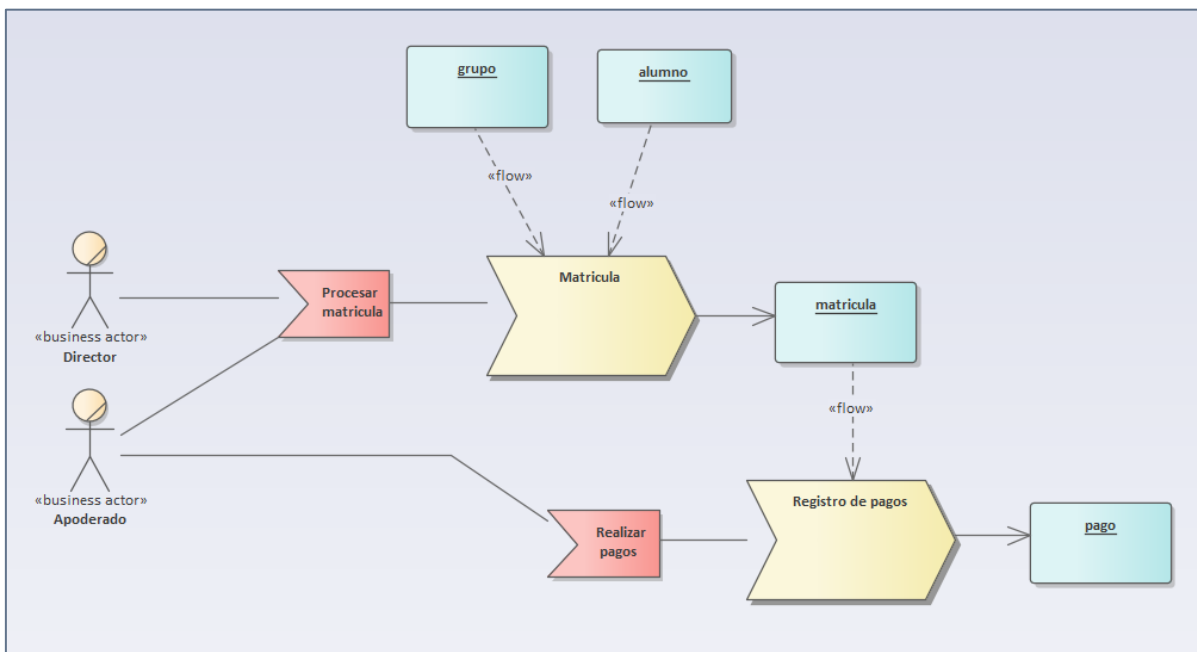 grupo
alumno
«flow»
«flow»
«business actor»
Director
Procesar
matricula
Matricula
matricula
«flow»
«business actor»
Apoderado
Realizar
pagos
Registro de pagos
pago